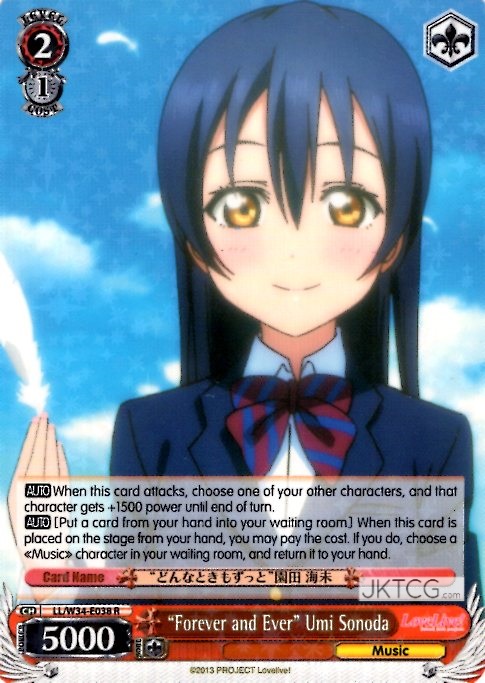 LEVEL
2
1
COST
AUTO When this card attacks, choose one of your other characters, and that
character gets +1500 power until end of turn.
AUTO [Put a card from your hand into your waiting room] When this card is
placed on the stage from your hand, you may pay the cost. If you do, choose a
«Music» character in your waiting room, and return it to your hand.
Card Name "どんなときもずっと"園田 海未
JKTCG.com
CH LL/W34-E038 R
POWER 5000 SOUL
"Forever and Ever" Umi Sonoda LoveLive!
Music
©2013 PROJECT Lovelive!